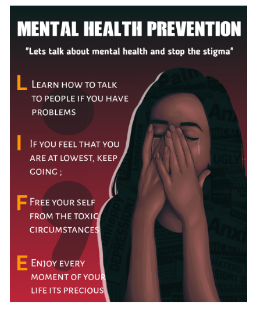 MENTAL HEALTH PREVENTION
"Lets talk about mental health and stop the stigma"
L LEARN HOW TO TALK
TO PEOPLE IF YOU HAVE
PROBLEMS
I IF YOU FEEL THAT YOU
ARE AT LOWEST, KEEP
GOING ;
F FREE YOUR SELF
FROM THE TOXIC
CIRCUMSTANCES
E ENJOY EVERY
MOMENT OF YOUR
LIFE ITS PRECIOUS
Pain
UGLY